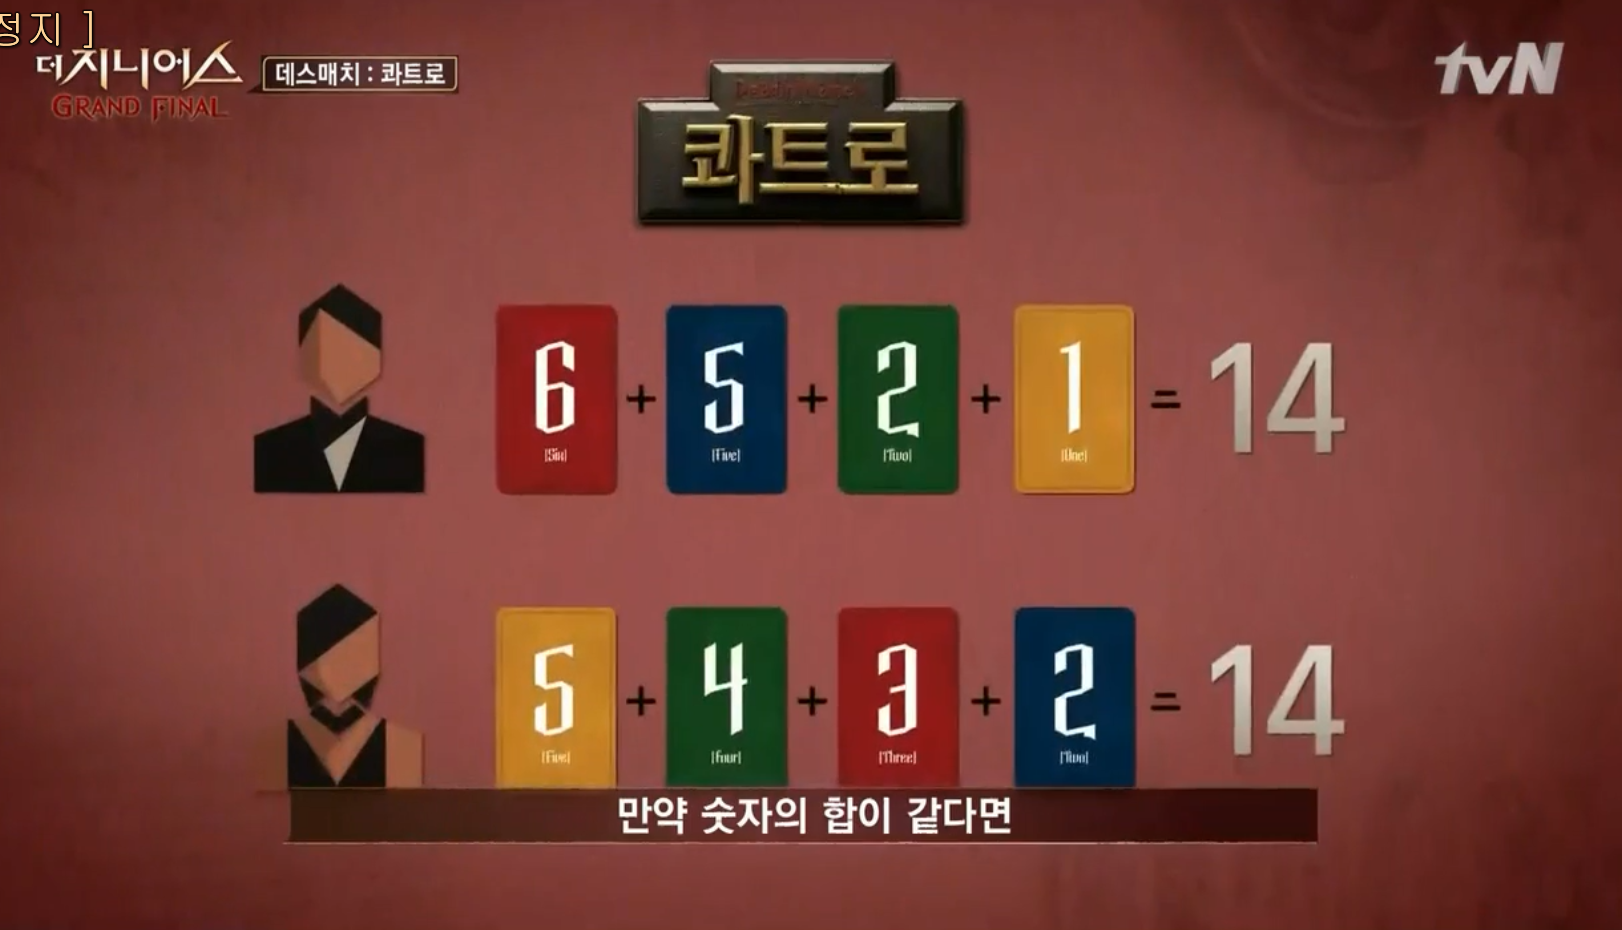 정지 ]
더 지니어스
GRAND FINAL
데스매치 : 콰트로
tvN
콰트로
6 + 5 + 2 + 1 = 14
[Six] [Five] [Two] [One]
5 + 4 + 3 + 2 = 14
[Five] [Four] [Three] [Two]
만약 숫자의 합이 같다면